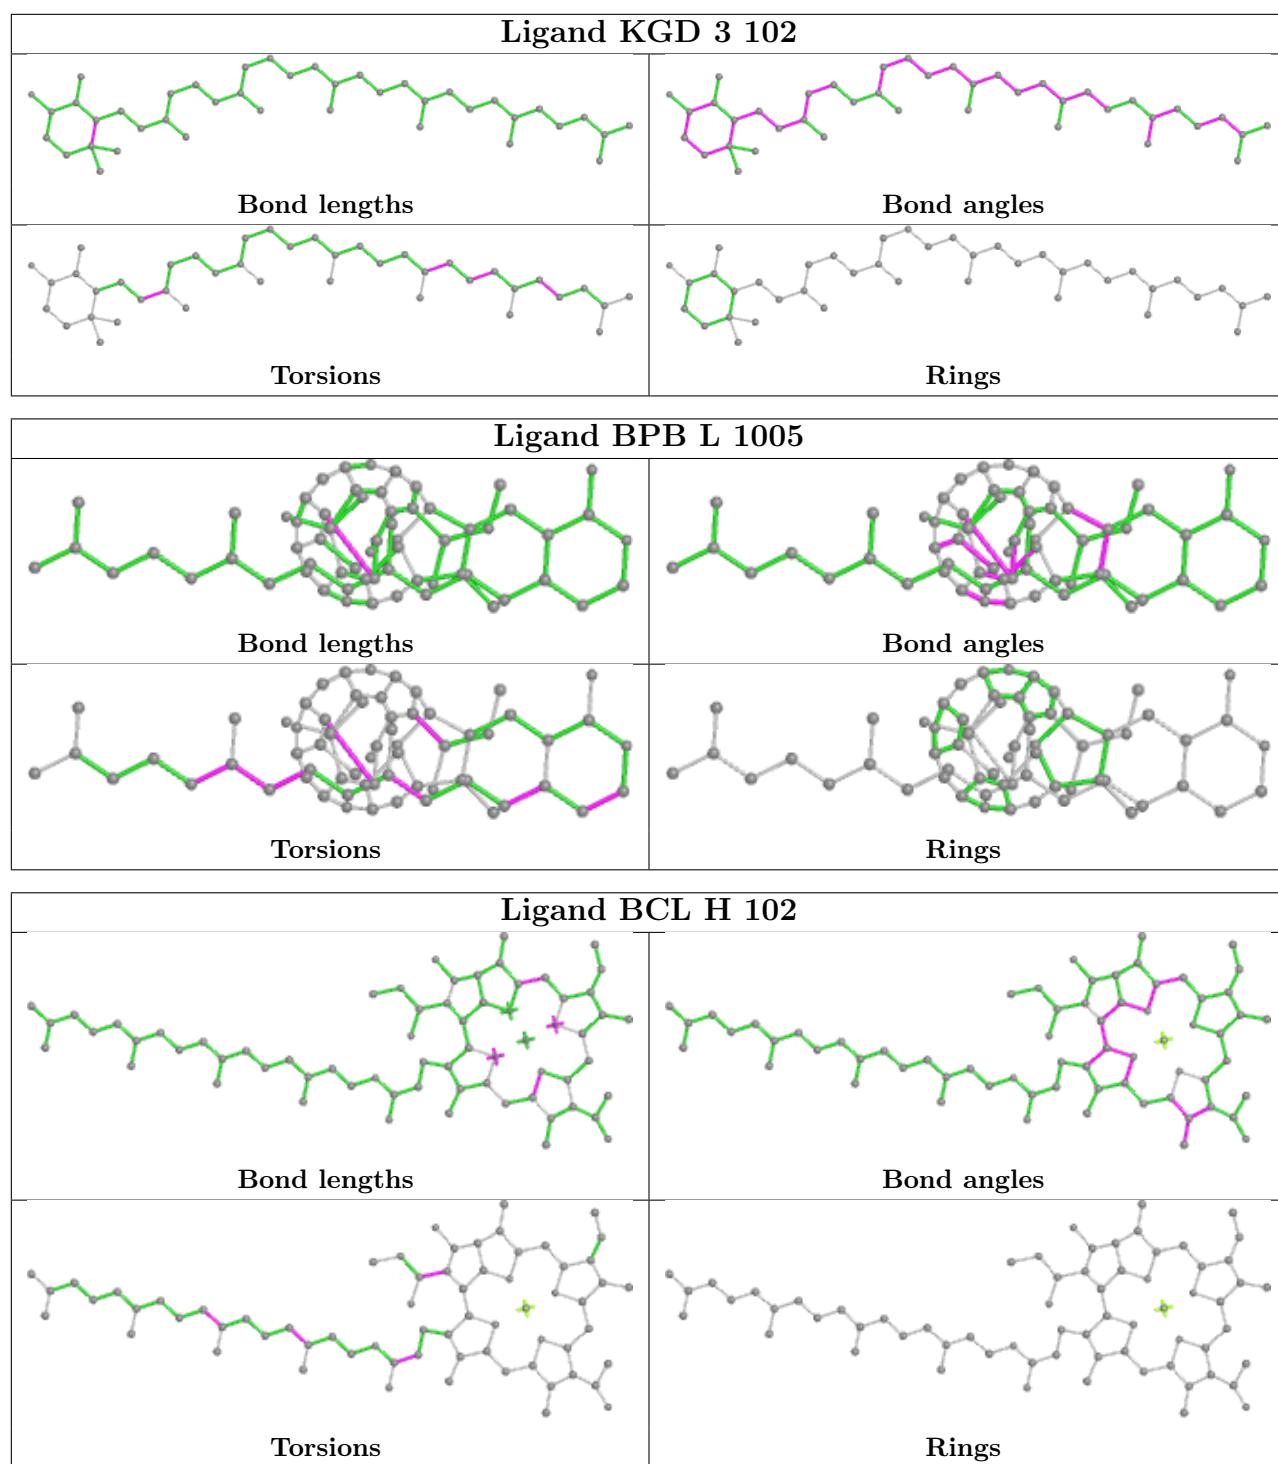 Ligand KGD 3 102
Bond lengths
Bond angles
Torsions
Rings
Ligand BPB L 1005
Bond lengths
Bond angles
Torsions
Rings
Ligand BCL H 102
Bond lengths
Bond angles
Torsions
Rings